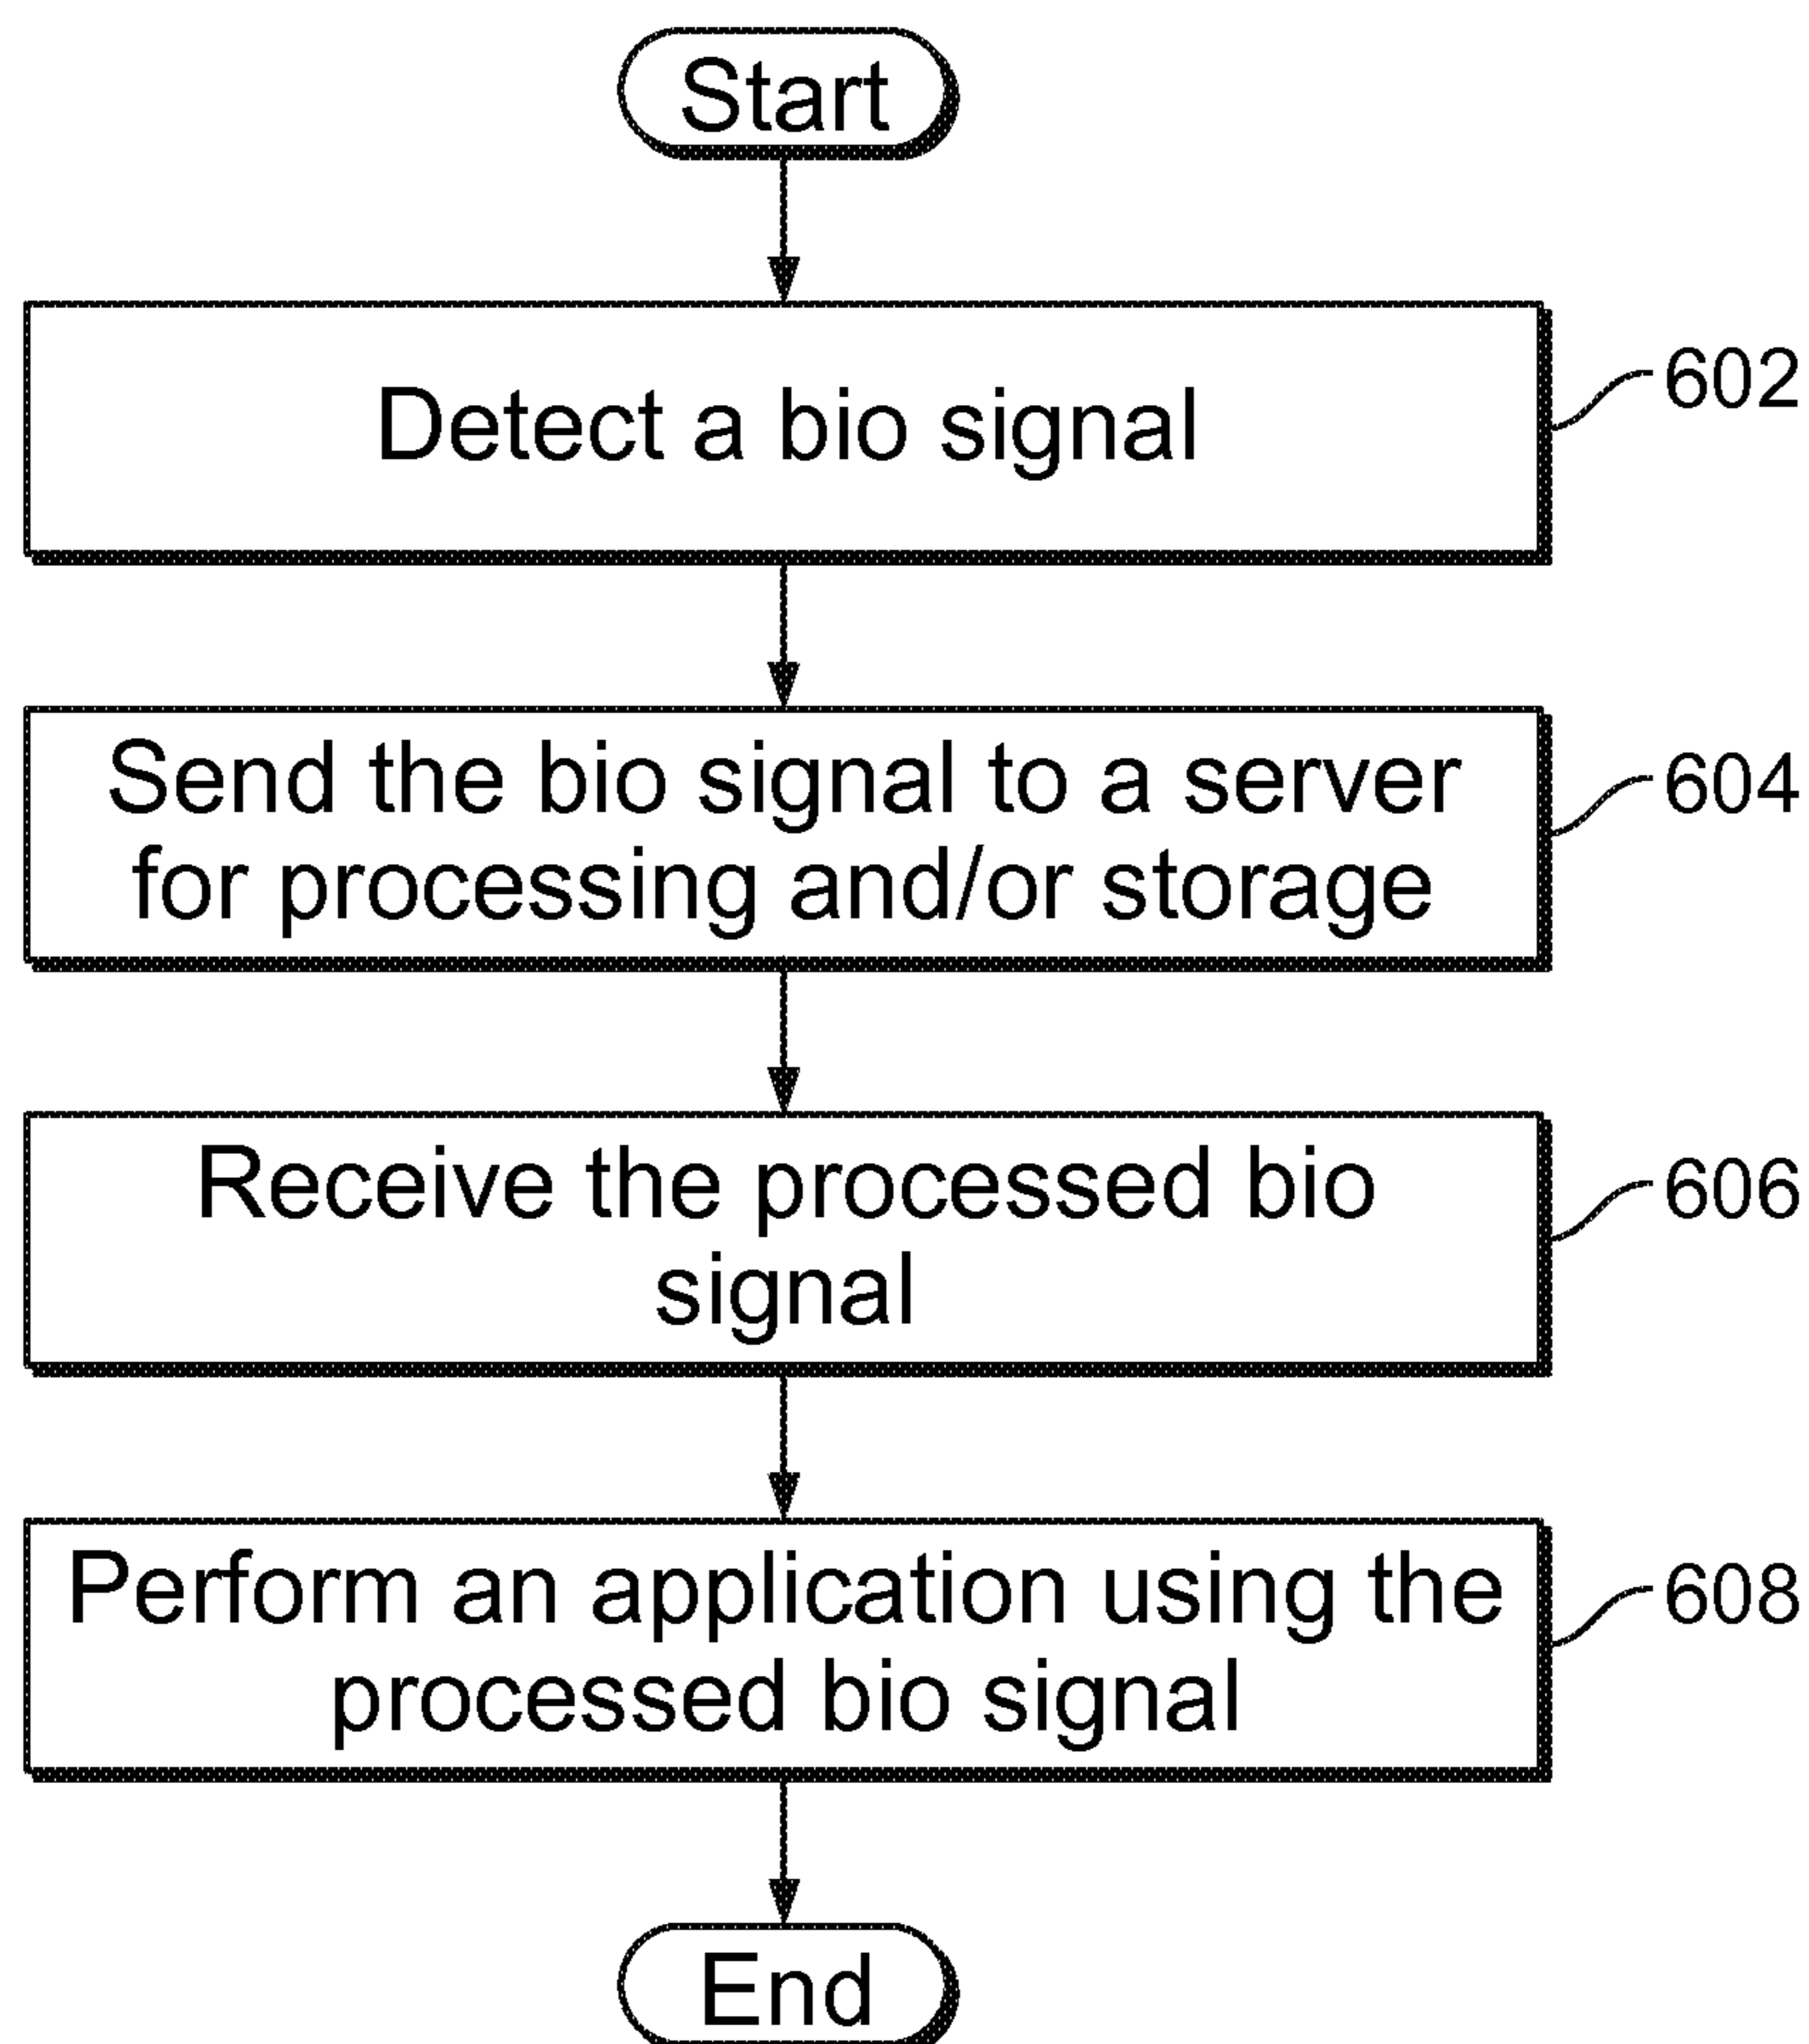 Start
Detect a bio signal
602
Send the bio signal to a server
for processing and/or storage
604
Receive the processed bio
signal
606
Perform an application using the
processed bio signal
608
End